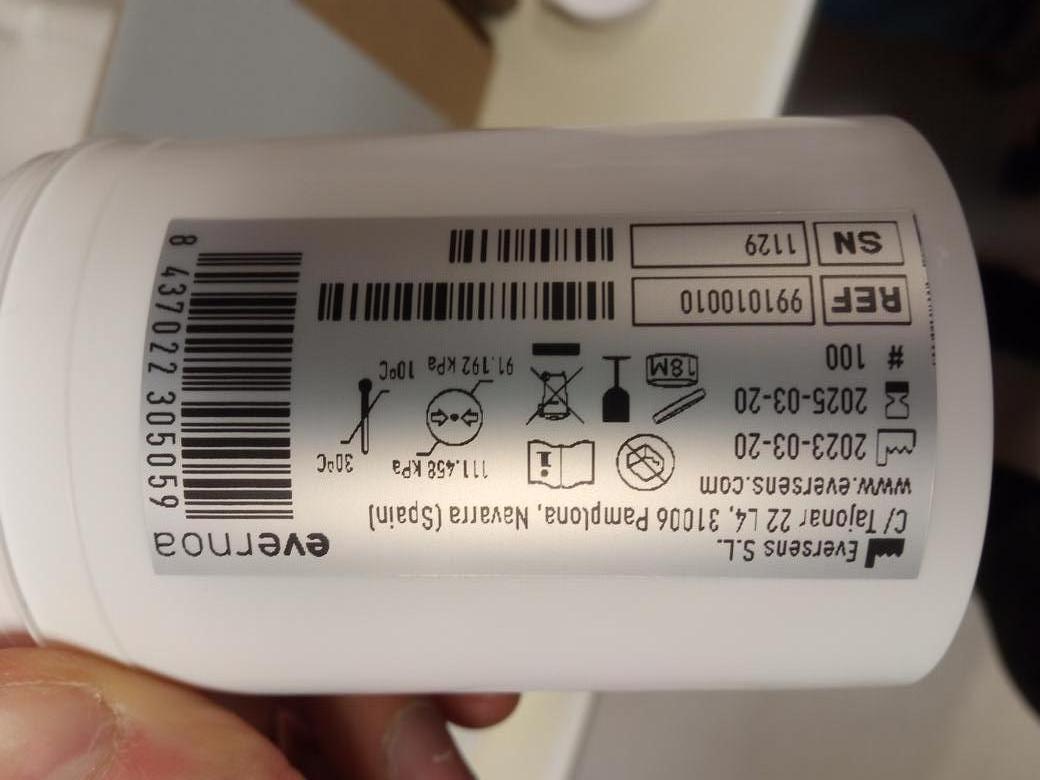 Eversens S.L.
C/ Tajonar 22 L4, 31006 Pamplona, Navarra (Spain)
www.eversens.com
2023-03-20
2025-03-20
# 100
18M
111.458 kPa
91.192 kPa
30ºC
10ºC
REF 991010010
SN 1129
evernoa
8 437022 305059